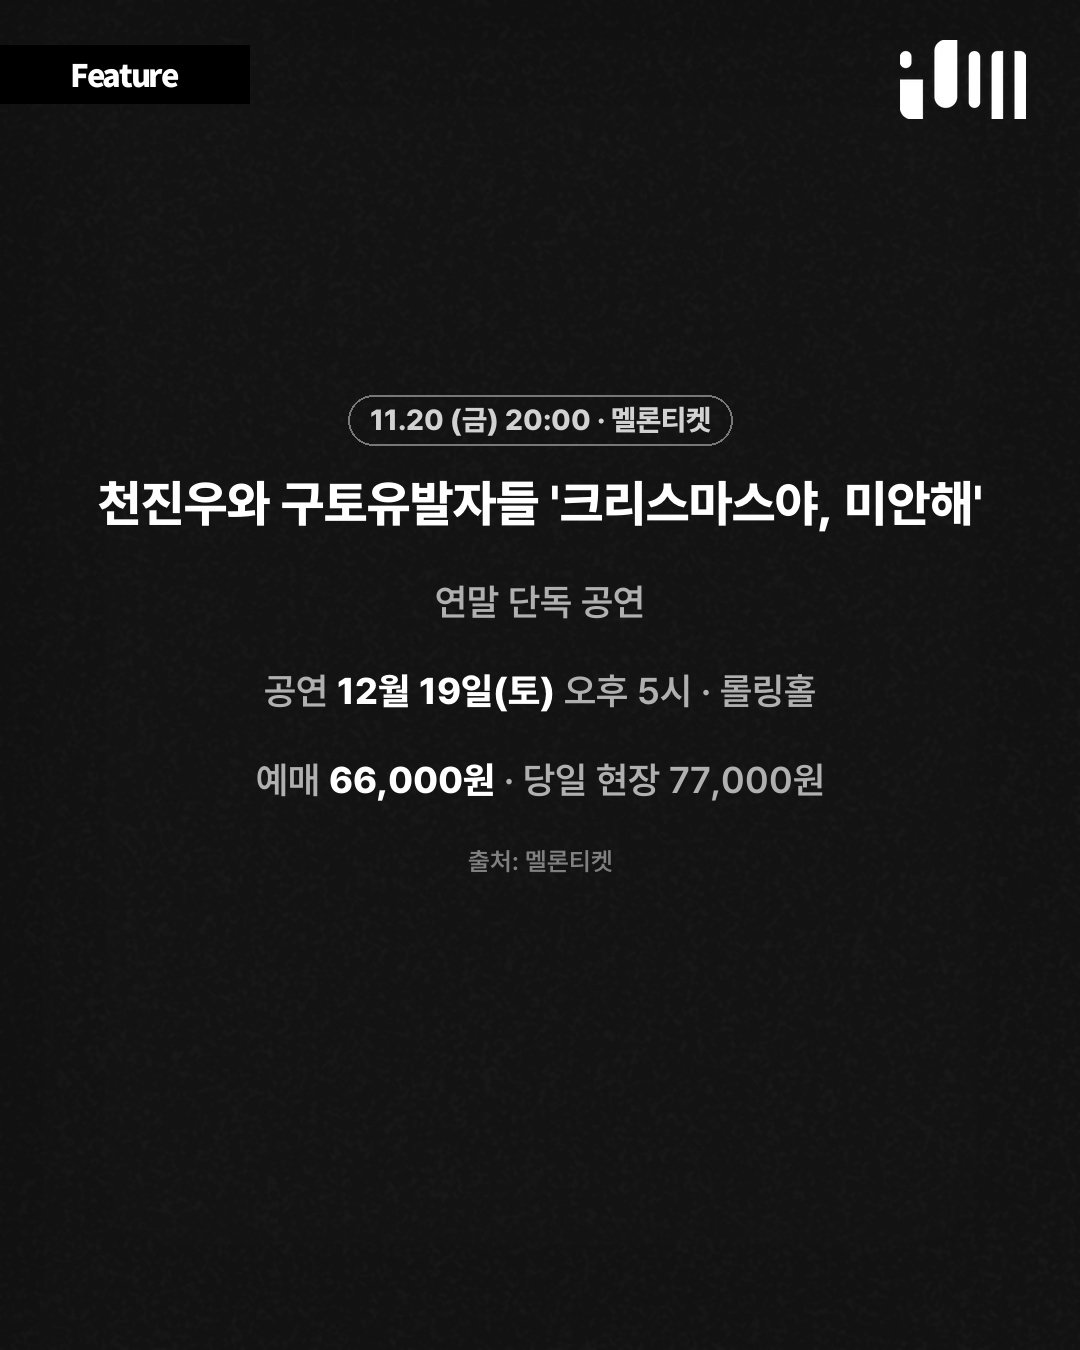 Feature
idm
11.20 (금) 20:00 · 멜론티켓
천진우와 구토유발자들 '크리스마스야, 미안해'
연말 단독 공연
공연 12월 19일(토) 오후 5시 · 롤링홀
예매 66,000원 · 당일 현장 77,000원
출처: 멜론티켓